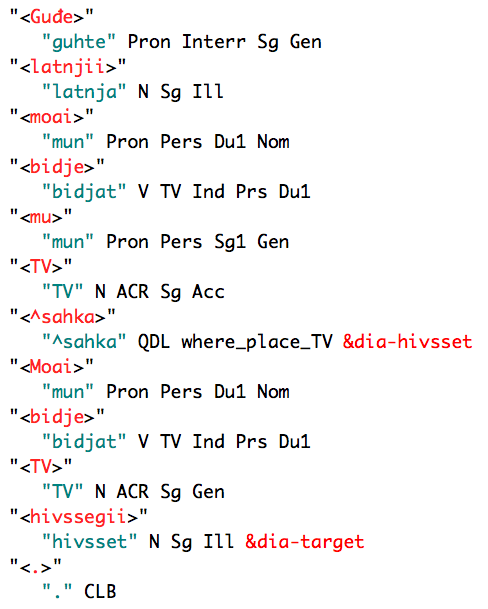 "<Guđe>"
"guhte" Pron Interr Sg Gen
"<latnjii>"
"latnja" N Sg Ill
"<moai>"
"mun" Pron Pers Du1 Nom
"<bidje>"
"bidjat" V TV Ind Prs Du1
"<mu>"
"mun" Pron Pers Sg1 Gen
"<TV>"
"TV" N ACR Sg Acc
"<^sahka>"
"^sahka" QDL where_place_TV &dia-hivsset
"<Moai>"
"mun" Pron Pers Du1 Nom
"<bidje>"
"bidjat" V TV Ind Prs Du1
"<TV>"
"TV" N ACR Sg Gen
"<hivssegii>"
"hivsset" N Sg Ill &dia-target
"<.>"
"." CLB